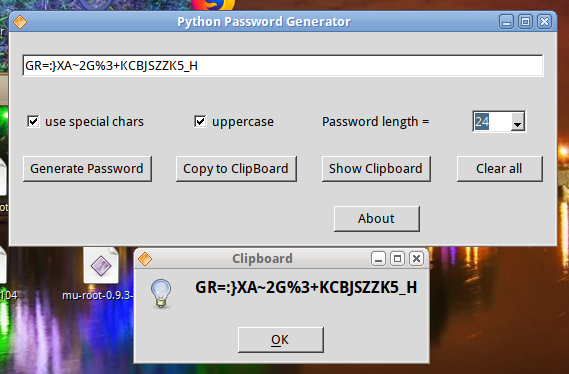 Python Password Generator
GR=:}XA~2G%3+KCBJSZZK5_H
use special chars
uppercase
Password length =
24
Generate Password
Copy to ClipBoard
Show Clipboard
Clear all
About
104
mu-root-0.9.3-
Clipboard
GR=:}XA~2G%3+KCBJSZZK5_H
OK